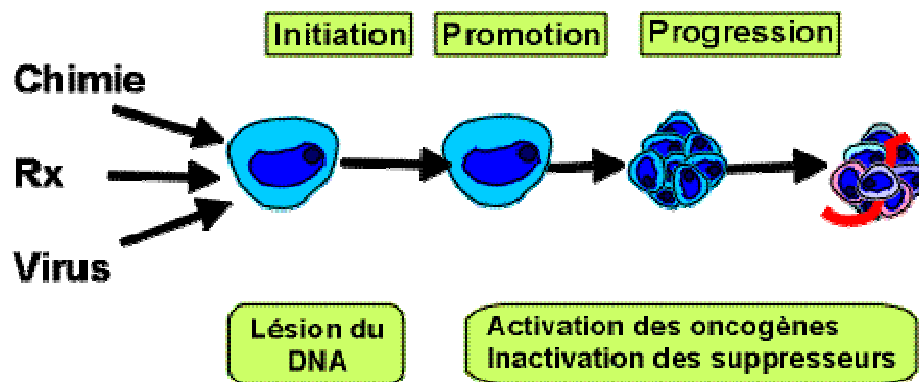 Initiation Promotion Progression
Chimie
Rx
Virus
Lésion du
DNA
Activation des oncogènes
Inactivation des suppresseurs